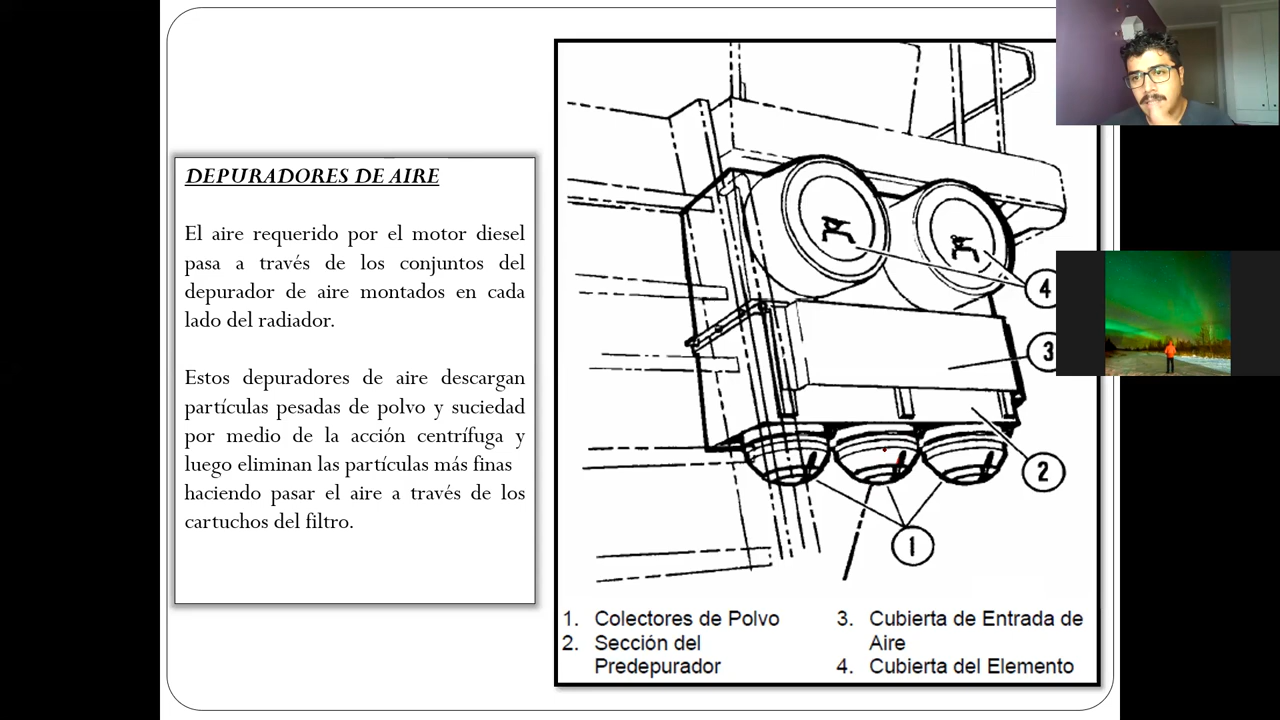 DEPURADORES DE AIRE
El aire requerido por el motor diesel
pasa a través de los conjuntos del
depurador de aire montados en cada
lado del radiador.
Estos depuradores de aire descargan
partículas pesadas de polvo y suciedad
por medio de la acción centrífuga y
luego eliminan las partículas más finas
haciendo pasar el aire a través de los
cartuchos del filtro.
4
3
2
1
1. Colectores de Polvo
2. Sección del
Predepurador
3. Cubierta de Entrada de
Aire
4. Cubierta del Elemento